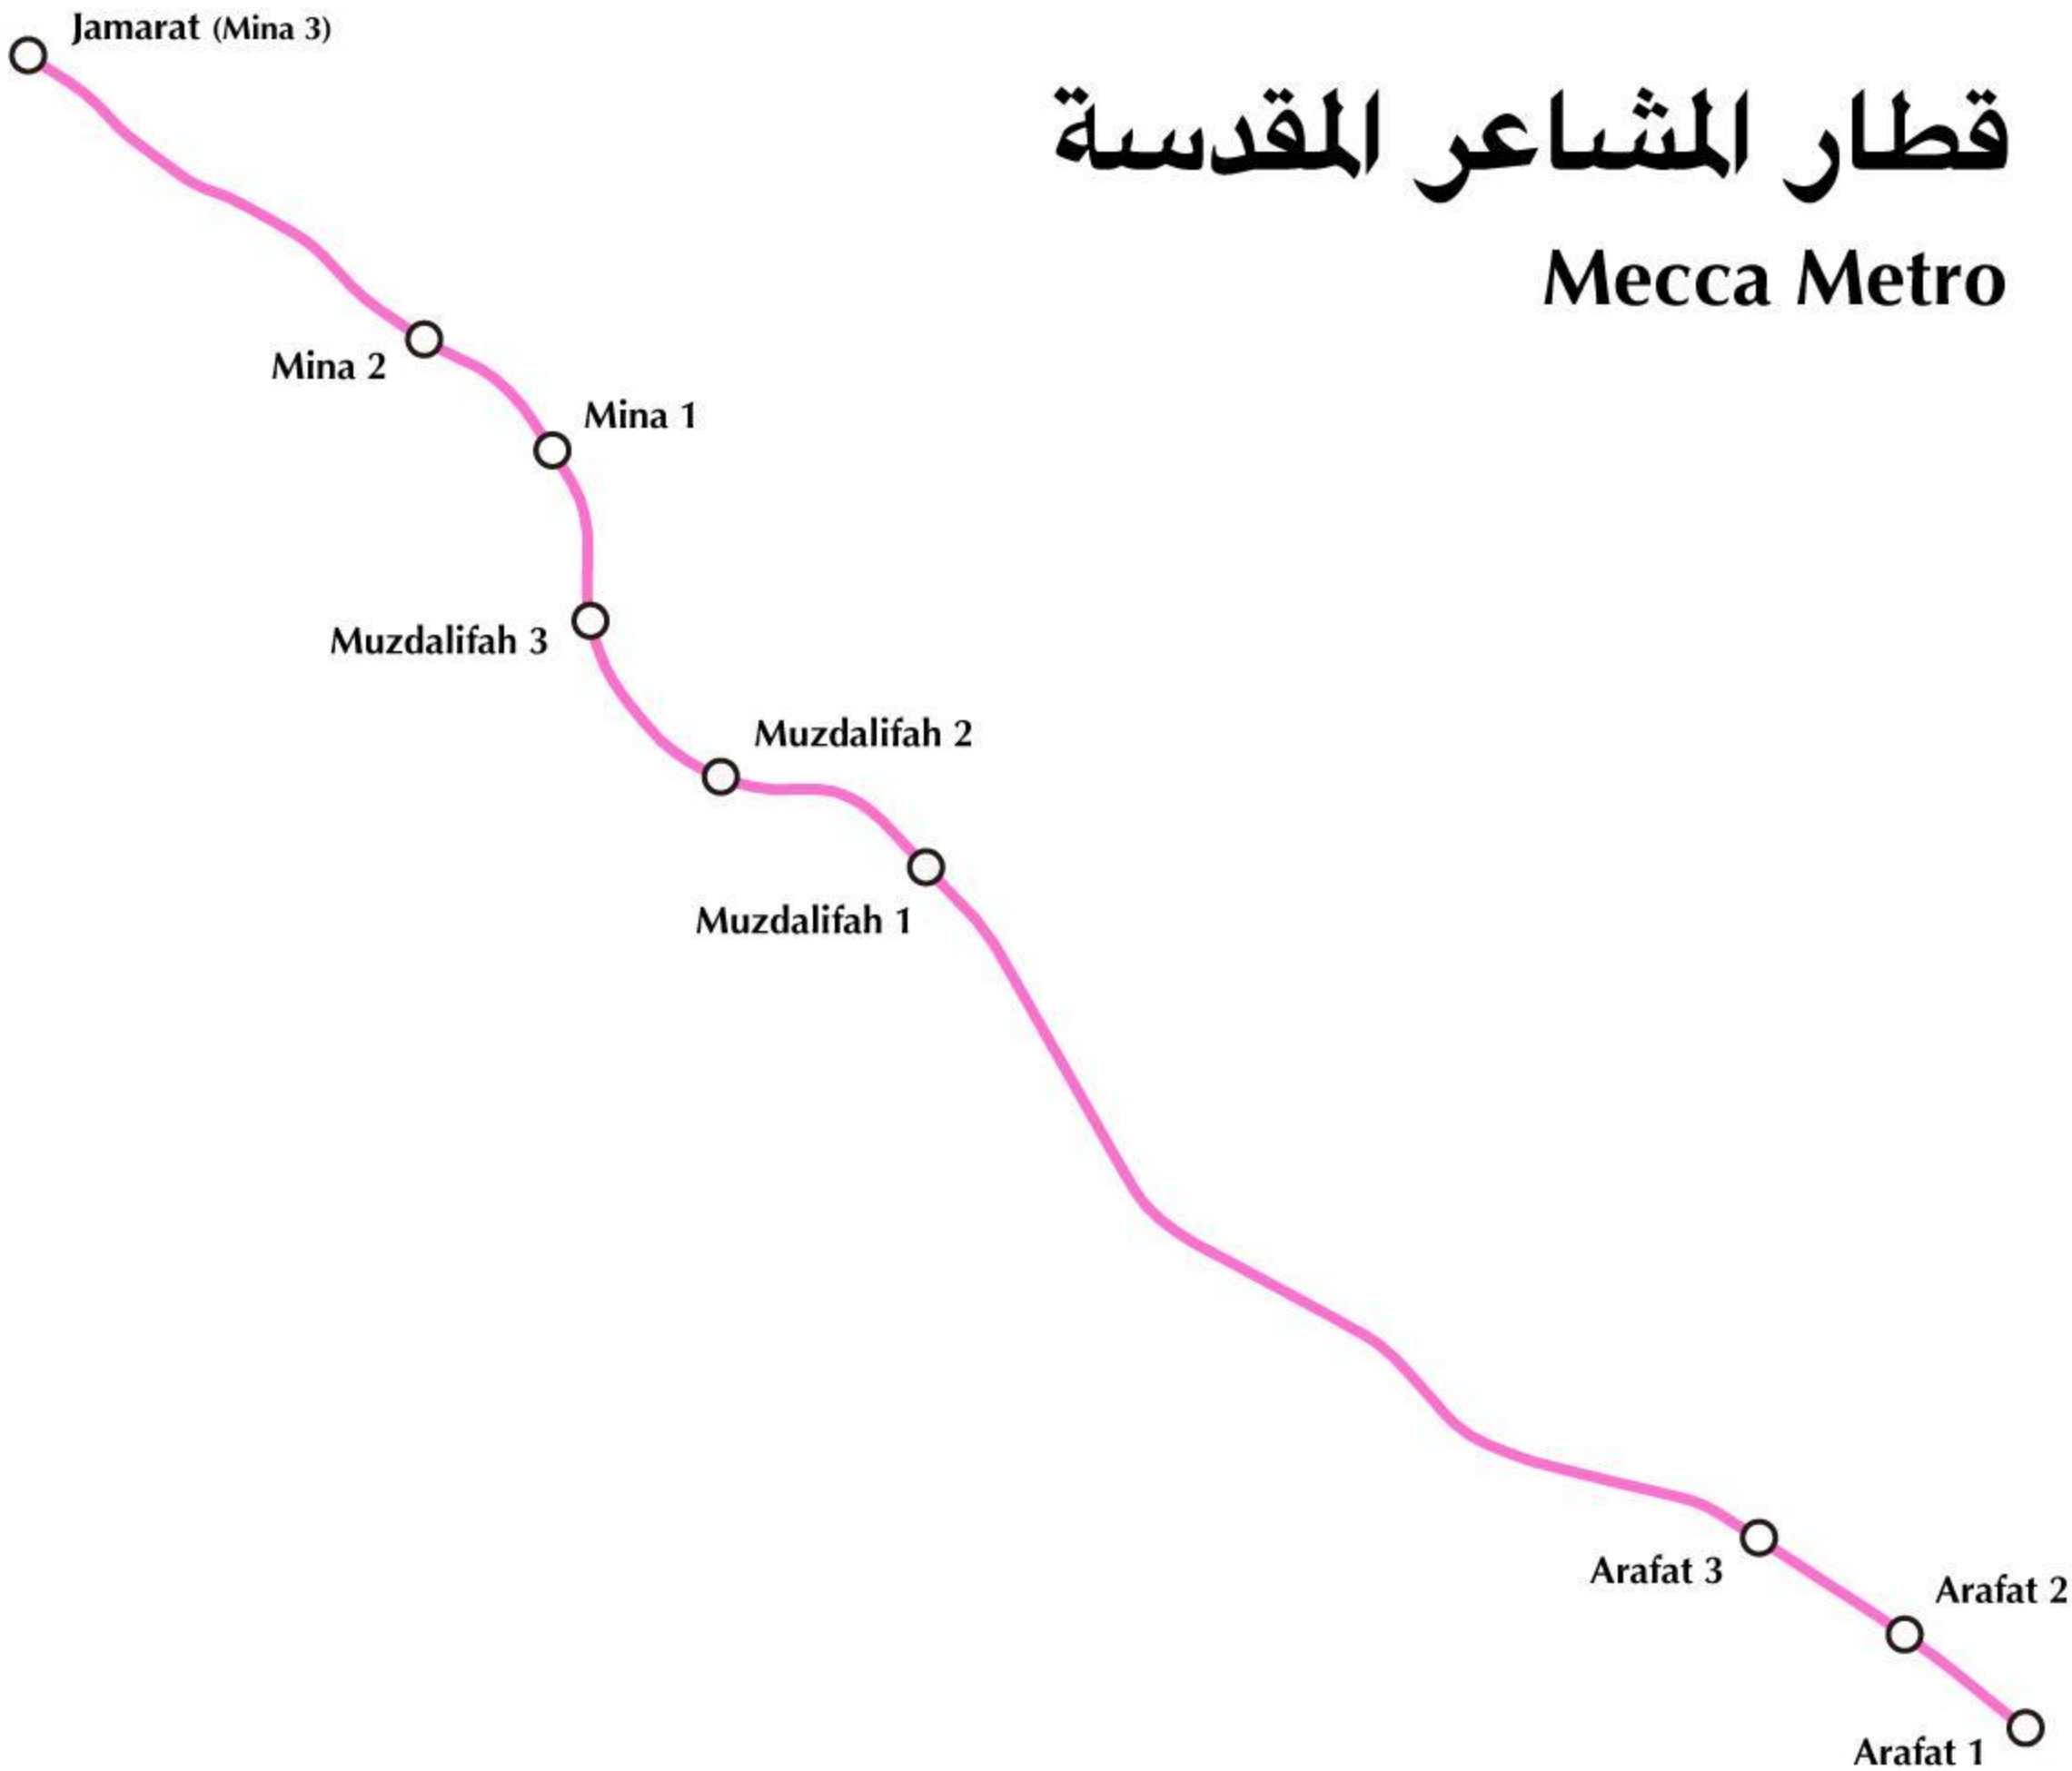 Jamarat (Mina 3)
قطار المشاعر المقدسة
Mecca Metro
Mina 2
Mina 1
Muzdalifah 3
Muzdalifah 2
Muzdalifah 1
Arafat 3
Arafat 2
Arafat 1